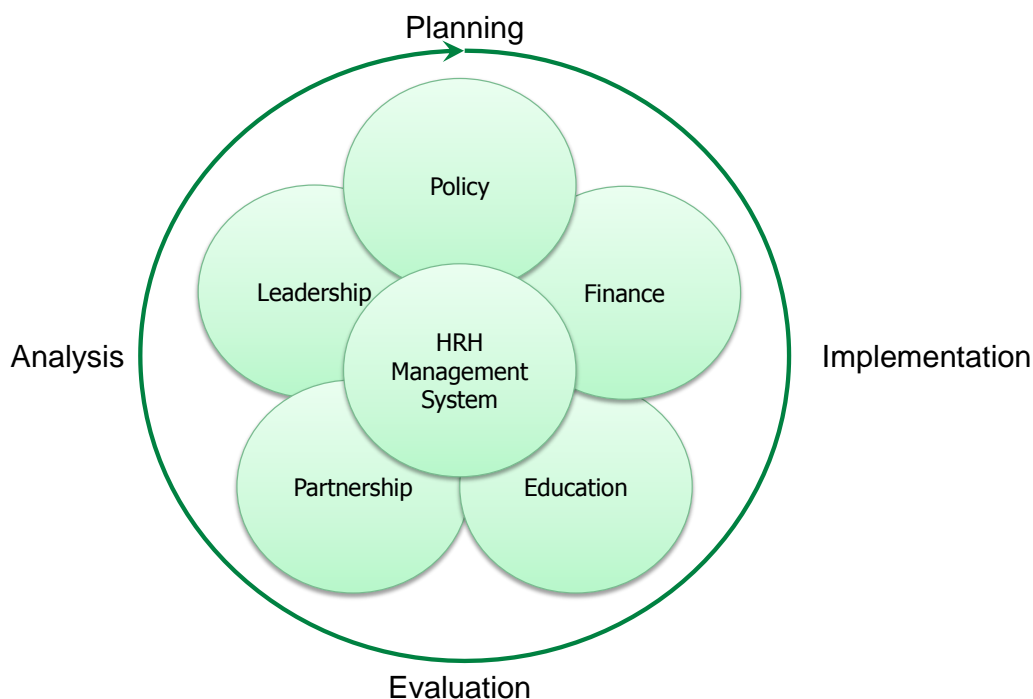 Planning
Policy
Leadership
Finance
HRH
Management
System
Analysis
Implementation
Partnership
Education
Evaluation